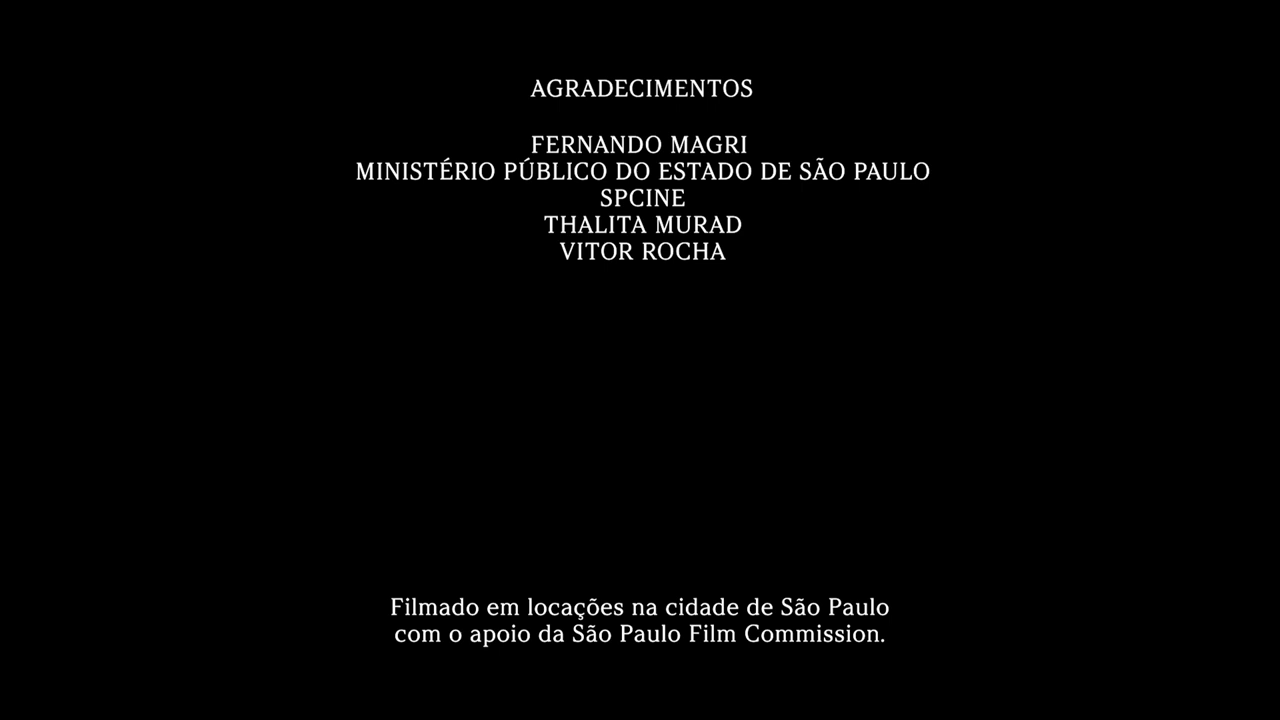 AGRADECIMENTOS
FERNANDO MAGRI
MINISTÉRIO PÚBLICO DO ESTADO DE SÃO PAULO
SPCINE
THALITA MURAD
VITOR ROCHA
Filmado em locações na cidade de São Paulo
com o apoio da São Paulo Film Commission.